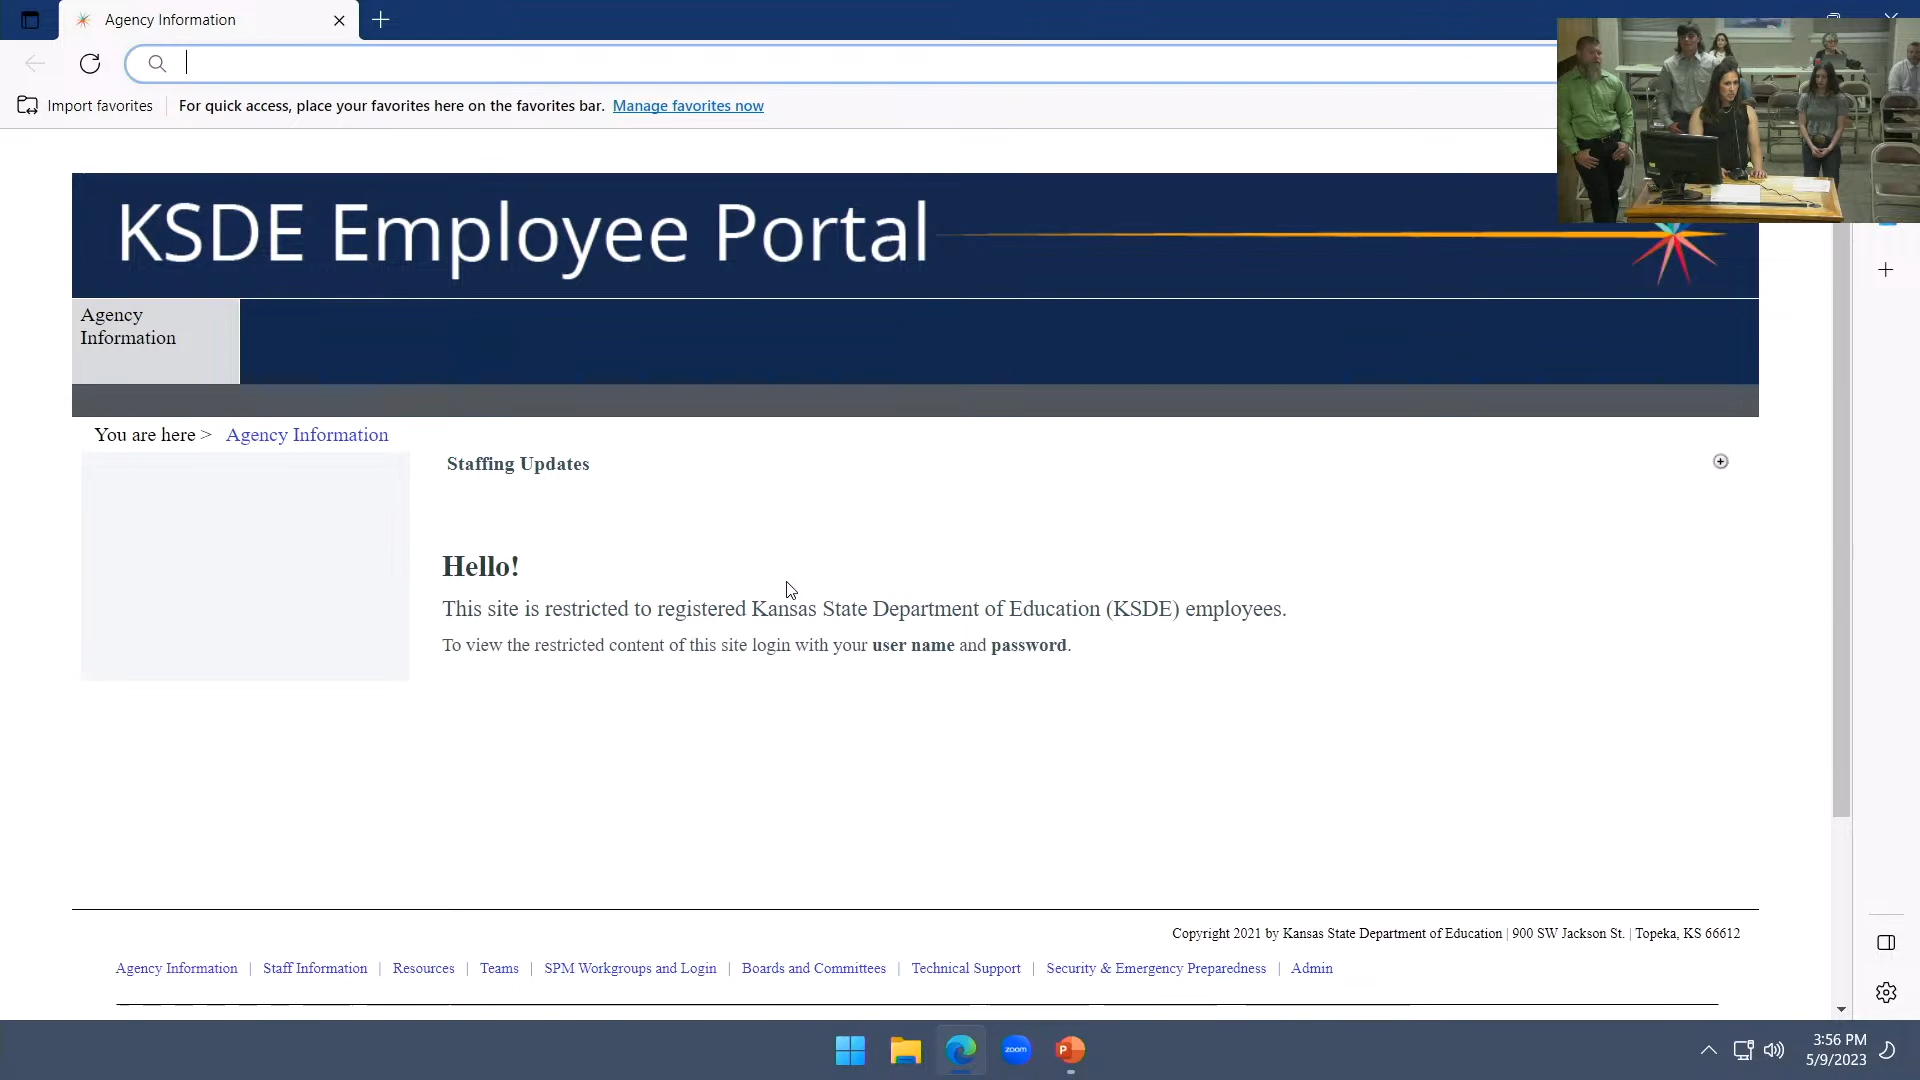 Agency Information
Import favorites
For quick access, place your favorites here on the favorites bar. Manage favorites now
KSDE Employee Portal
Agency
Information
You are here > Agency Information
Staffing Updates
Hello!
This site is restricted to registered Kansas State Department of Education (KSDE) employees.
To view the restricted content of this site login with your user name and password.
Copyright 2021 by Kansas State Department of Education | 900 SW Jackson St. | Topeka, KS 66612
Agency Information | Staff Information | Resources | Teams | SPM Workgroups and Login | Boards and Committees | Technical Support | Security & Emergency Preparedness | Admin
zoom
P
3:56 PM
5/9/2023